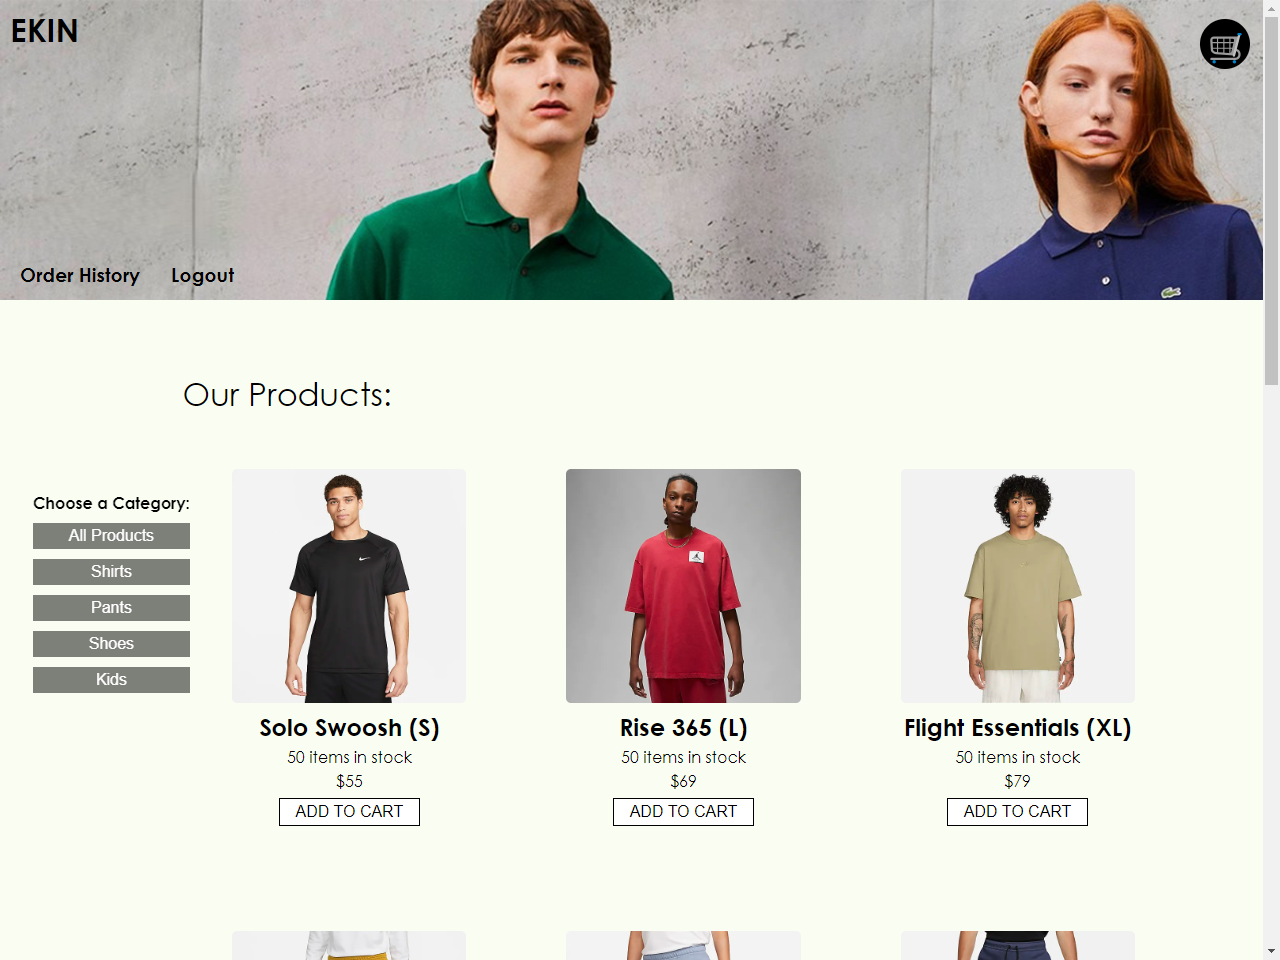 EKIN
Order History Logout
Our Products:
Choose a Category:
All Products
Shirts
Pants
Shoes
Kids
Solo Swoosh (S)
50 items in stock
$55
ADD TO CART
Rise 365 (L)
50 items in stock
$69
ADD TO CART
Flight Essentials (XL)
50 items in stock
$79
ADD TO CART